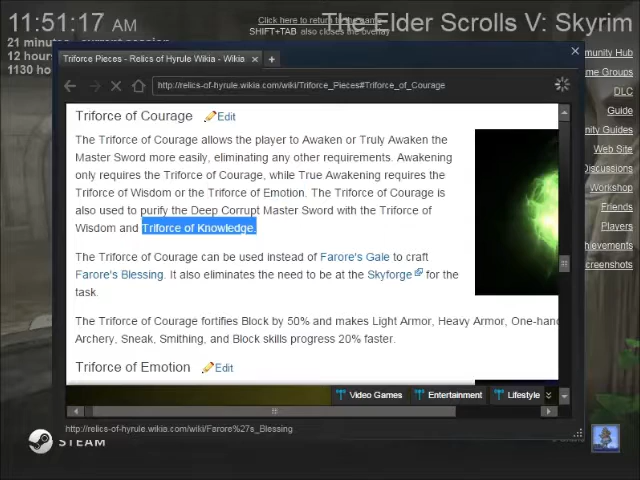 11:51:17 AM
The Elder Scrolls V: Skyrim
Click here to return to the game
SHIFT+TAB also closes the overlay
21 minutes - current session
12 hours
1130 ho
Triforce Pieces - Relics of Hyrule Wikia - Wikia
http://relics-of-hyrule.wikia.com/wiki/Triforce_Pieces#Triforce_of_Courage
Triforce of Courage Edit
The Triforce of Courage allows the player to Awaken or Truly Awaken the
Master Sword more easily, eliminating any other requirements. Awakening
only requires the Triforce of Courage, while True Awakening requires the
Triforce of Wisdom or the Triforce of Emotion. The Triforce of Courage is
also used to purify the Deep Corrupt Master Sword with the Triforce of
Wisdom and Triforce of Knowledge.
The Triforce of Courage can be used instead of Farore's Gale to craft
Farore's Blessing. It also eliminates the need to be at the Skyforge for the
task.
The Triforce of Courage fortifies Block by 50% and makes Light Armor, Heavy Armor, One-hand
Archery, Sneak, Smithing, and Block skills progress 20% faster.
Triforce of Emotion Edit
Video Games Entertainment Lifestyle
http://relics-of-hyrule.wikia.com/wiki/Farore%27s_Blessing
STEAM
munity Hub
me Groups
DLC
Guide
nity Guides
Web Site
Discussions
Workshop
Friends
Players
hievements
creenshots